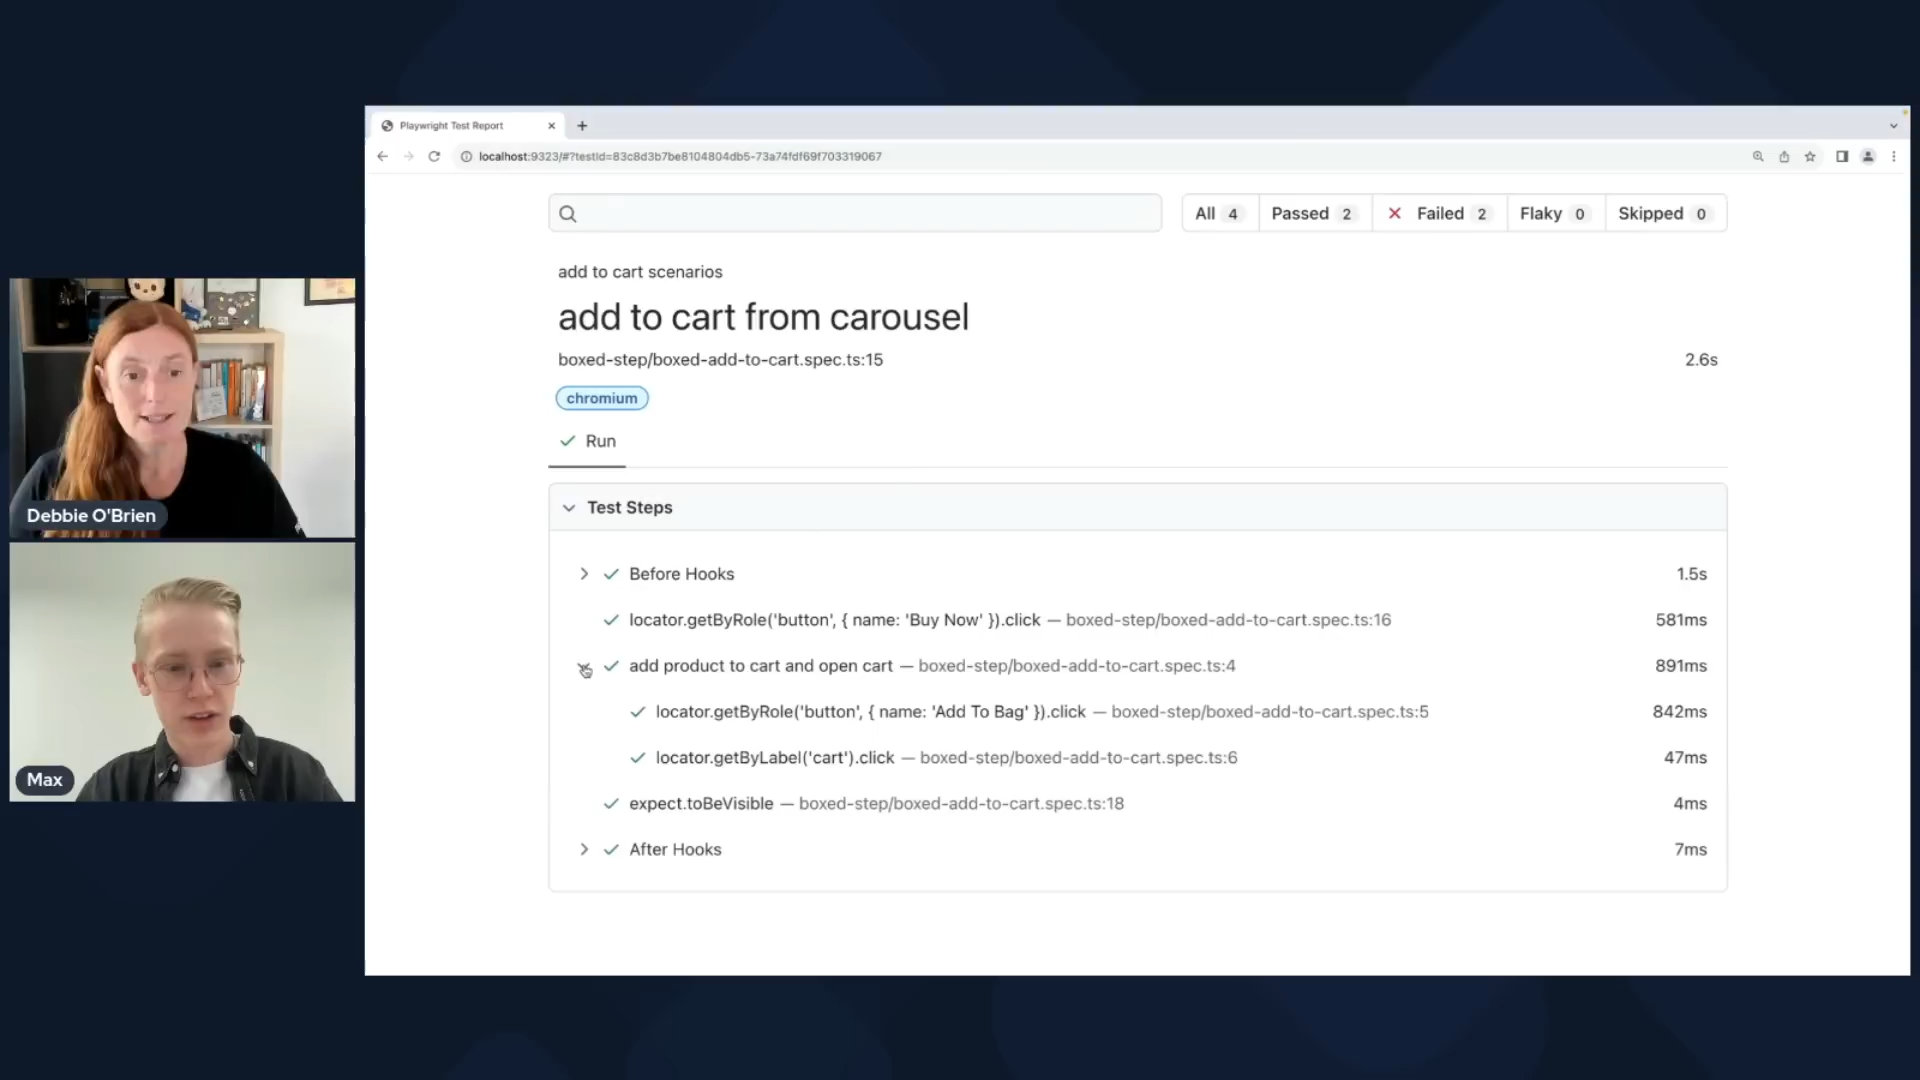 Playwright Test Report
localhost:9323/#?testId=83c8d3b7be8104804db5-73a74fdf69f703319067
All 4 Passed 2 Failed 2 Flaky 0 Skipped 0
add to cart scenarios
add to cart from carousel
boxed-step/boxed-add-to-cart.spec.ts:15 2.6s
chromium
Run
Test Steps
Before Hooks 1.5s
locator.getByRole('button', { name: 'Buy Now' }).click — boxed-step/boxed-add-to-cart.spec.ts:16 581ms
add product to cart and open cart — boxed-step/boxed-add-to-cart.spec.ts:4 891ms
locator.getByRole('button', { name: 'Add To Bag' }).click — boxed-step/boxed-add-to-cart.spec.ts:5 842ms
locator.getByLabel('cart').click — boxed-step/boxed-add-to-cart.spec.ts:6 47ms
expect.toBeVisible — boxed-step/boxed-add-to-cart.spec.ts:18 4ms
After Hooks 7ms
Debbie O'Brien
Max